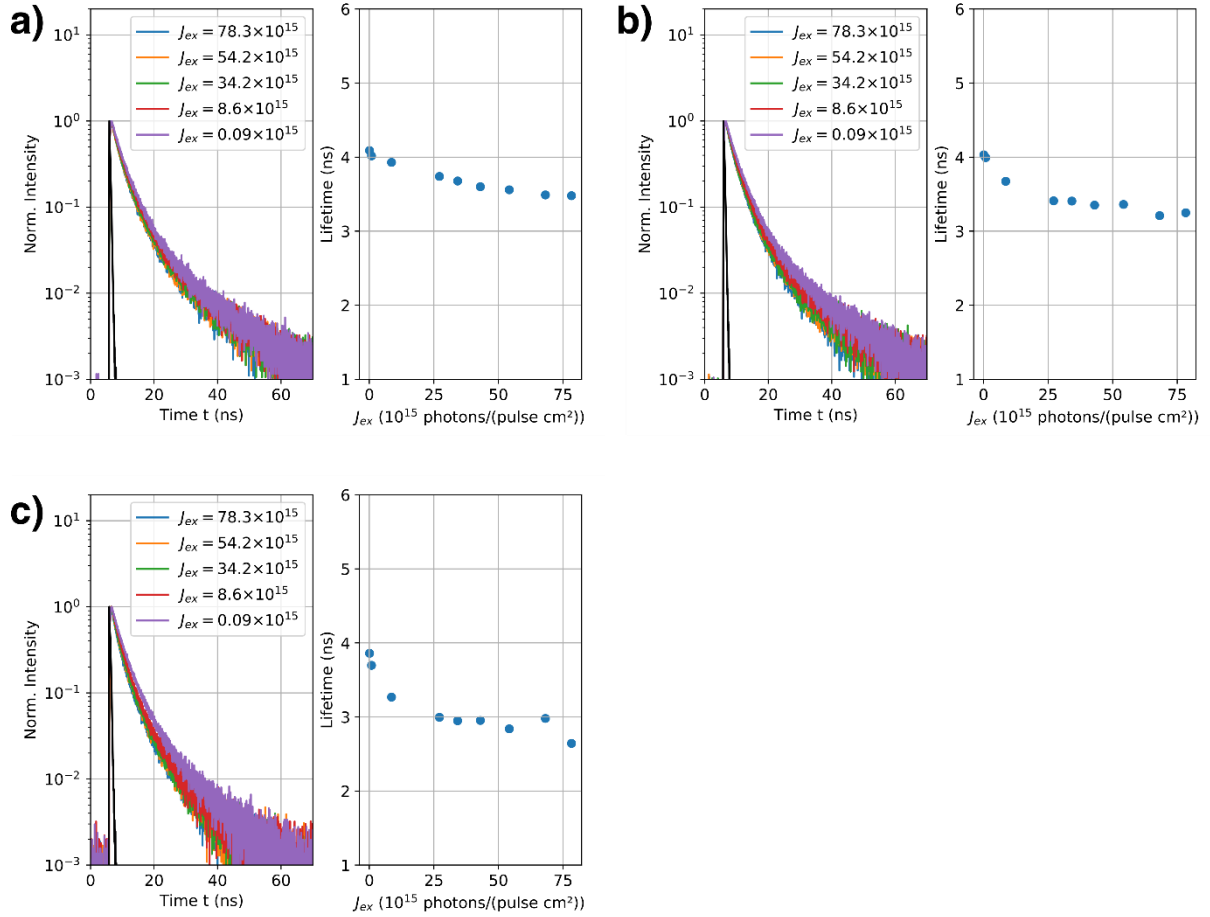 a)
10¹
10⁰
10⁻¹
10⁻²
10⁻³
Norm. Intensity
J_ex = 78.3×10¹⁵
J_ex = 54.2×10¹⁵
J_ex = 34.2×10¹⁵
J_ex = 8.6×10¹⁵
J_ex = 0.09×10¹⁵
0 20 40 60
Time t (ns)
6
5
4
3
2
1
Lifetime (ns)
0 25 50 75
J_ex (10¹⁵ photons/(pulse cm²))
b)
10¹
10⁰
10⁻¹
10⁻²
10⁻³
Norm. Intensity
J_ex = 78.3×10¹⁵
J_ex = 54.2×10¹⁵
J_ex = 34.2×10¹⁵
J_ex = 8.6×10¹⁵
J_ex = 0.09×10¹⁵
0 20 40 60
Time t (ns)
6
5
4
3
2
1
Lifetime (ns)
0 25 50 75
J_ex (10¹⁵ photons/(pulse cm²))
c)
10¹
10⁰
10⁻¹
10⁻²
10⁻³
Norm. Intensity
J_ex = 78.3×10¹⁵
J_ex = 54.2×10¹⁵
J_ex = 34.2×10¹⁵
J_ex = 8.6×10¹⁵
J_ex = 0.09×10¹⁵
0 20 40 60
Time t (ns)
6
5
4
3
2
1
Lifetime (ns)
0 25 50 75
J_ex (10¹⁵ photons/(pulse cm²))